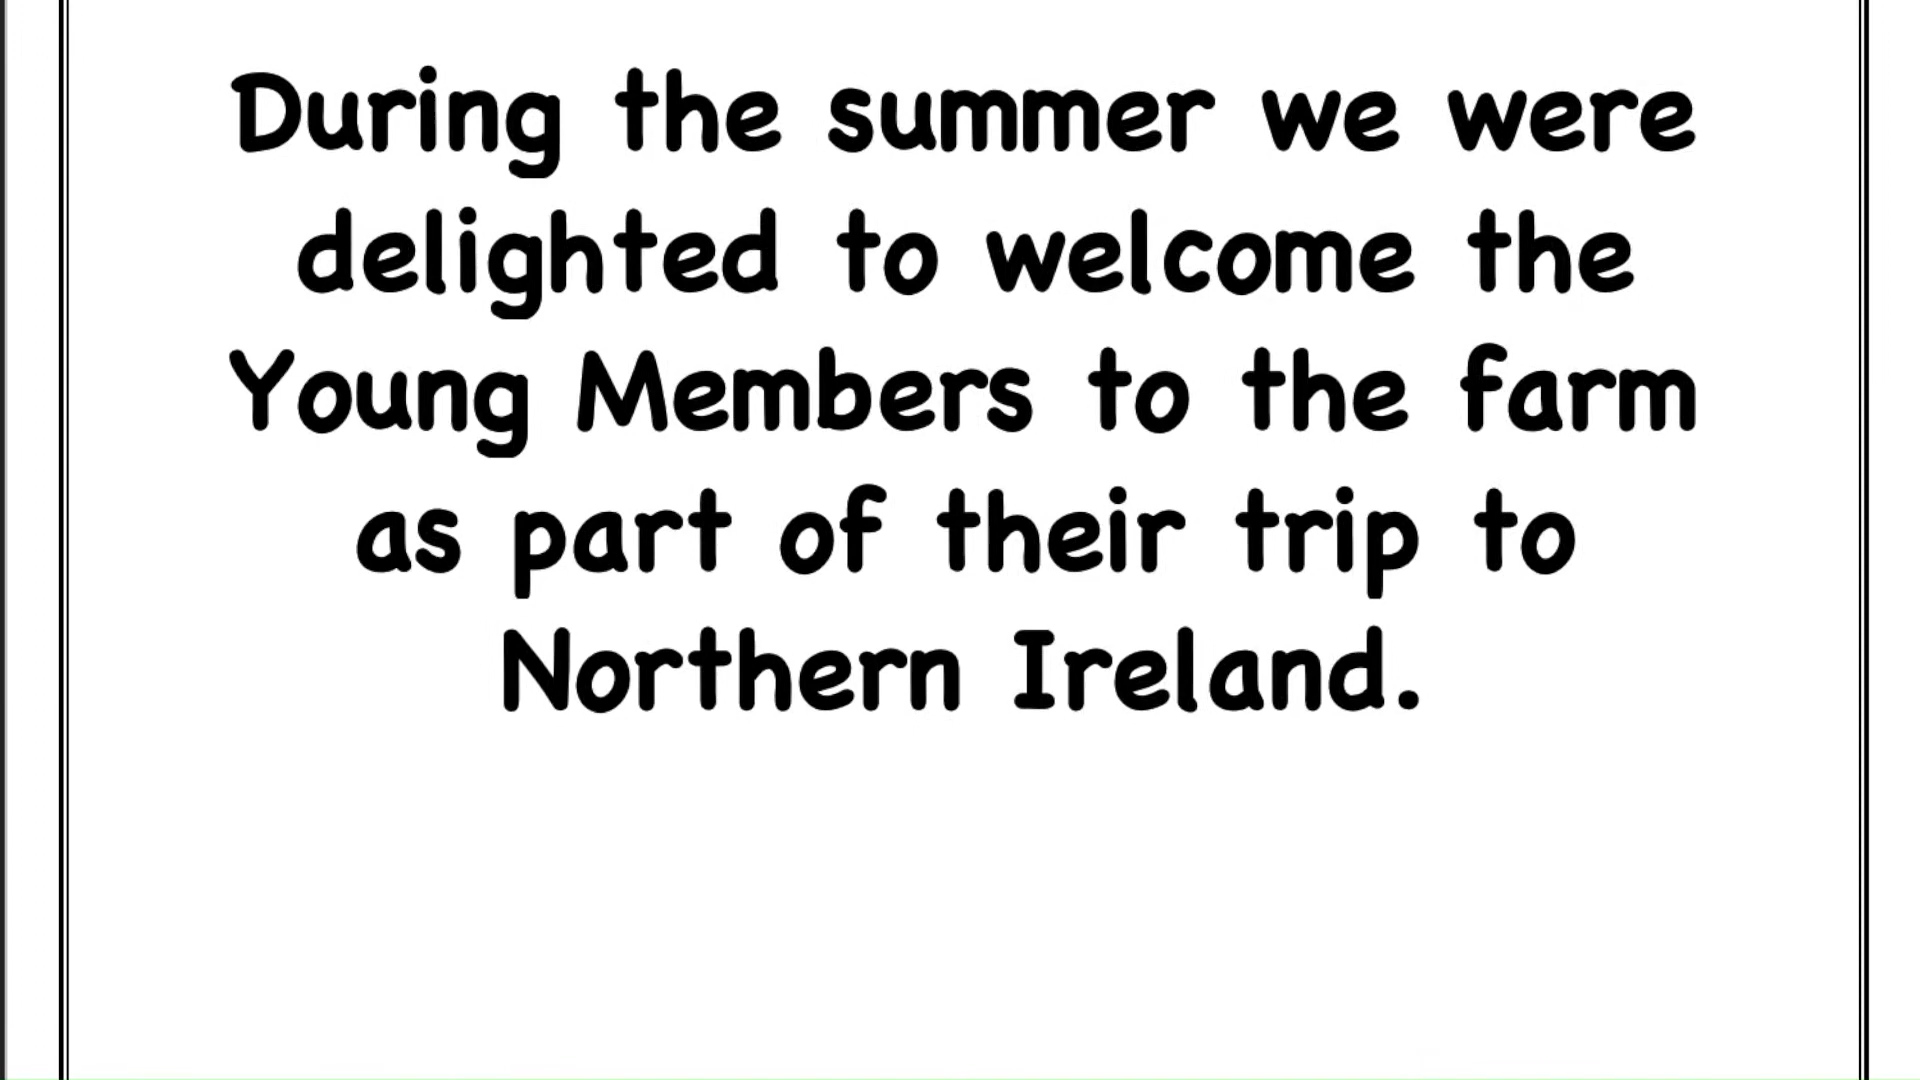 During the summer we were
delighted to welcome the
Young Members to the farm
as part of their trip to
Northern Ireland.